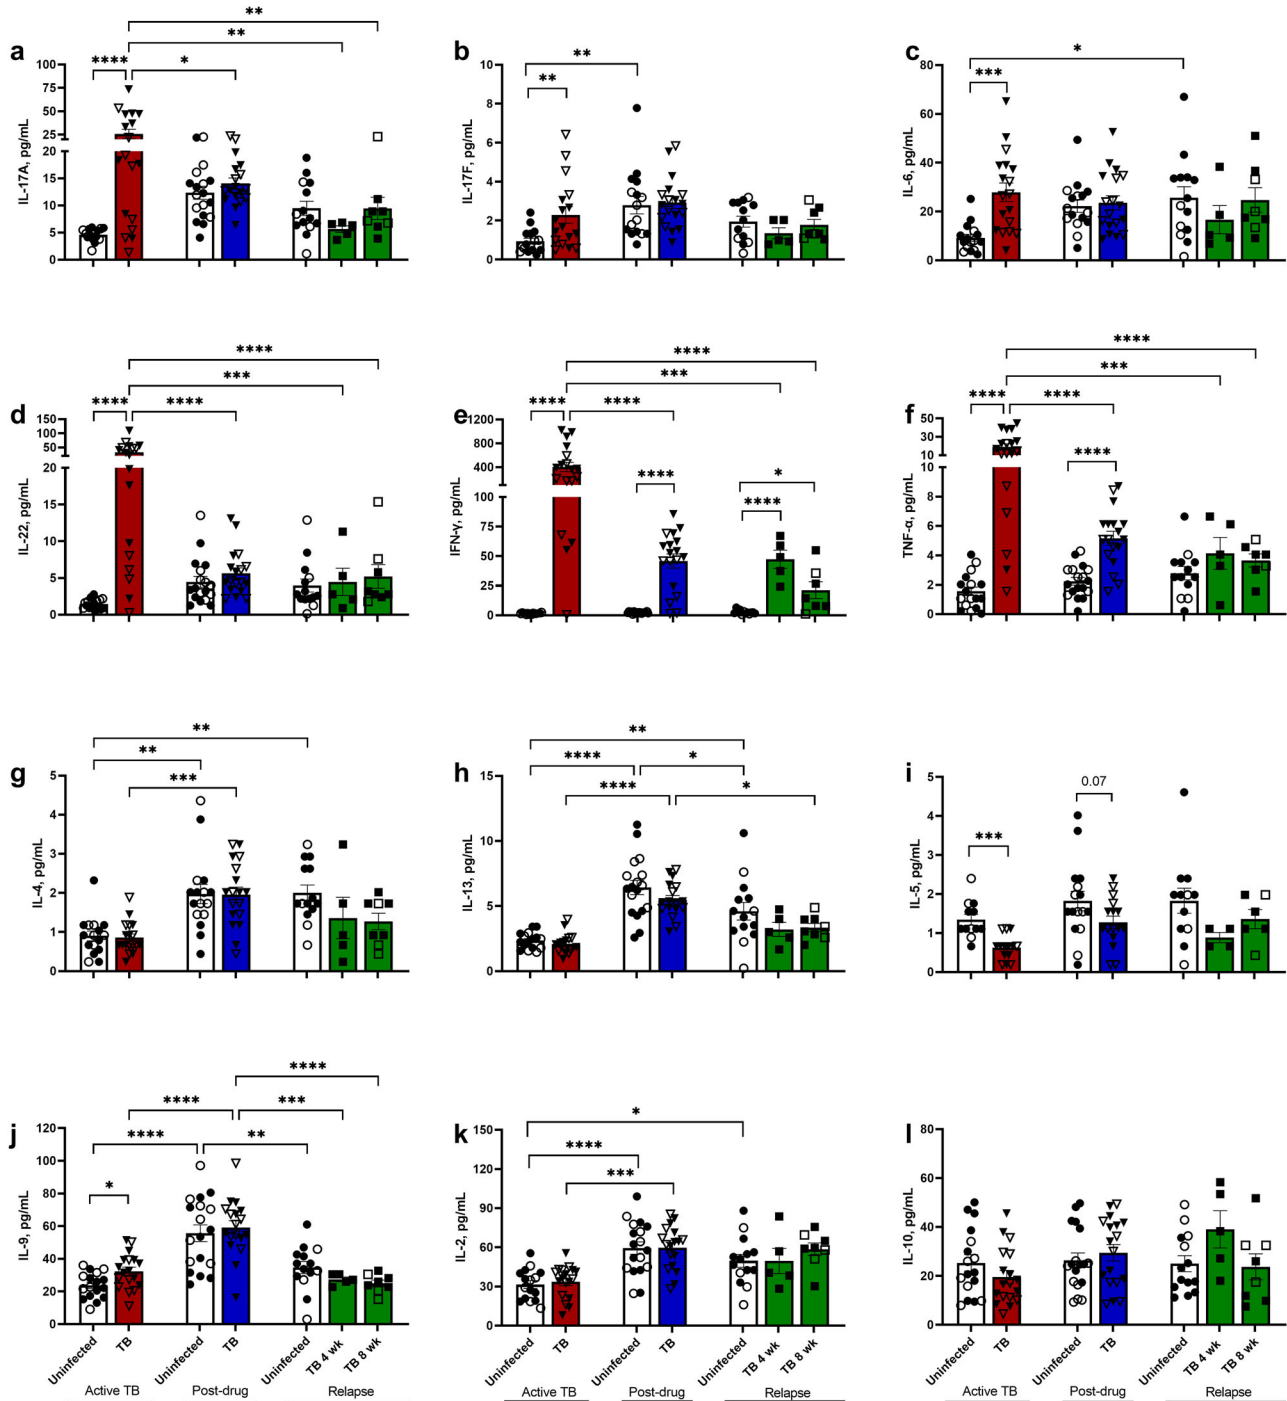 a
**
**
****
*
IL-17A, pg/mL
100
75
50
25
20
15
10
5
0
b
**
**
IL-17F, pg/mL
10
8
6
4
2
0
c
*
***
IL-6, pg/mL
80
60
40
20
0
d
****
***
****
****
IL-22, pg/mL
150
100
50
20
15
10
5
0
e
****
***
****
****
****
*
****
IFN-γ, pg/mL
1200
800
400
100
75
50
25
0
f
****
***
****
****
****
TNF-α, pg/mL
50
30
10
10
8
6
4
2
0
g
**
**
***
IL-4, pg/mL
5
4
3
2
1
0
h
**
****
*
****
*
IL-13, pg/mL
15
10
5
0
i
0.07
***
IL-5, pg/mL
5
4
3
2
1
0
j
****
****
***
****
**
*
IL-9, pg/mL
120
100
80
60
40
20
0
Uninfected
TB
Uninfected
TB
Uninfected
TB 4 wk
TB 8 wk
Active TB
Post-drug
Relapse
k
*
****
***
IL-2, pg/mL
150
120
90
60
30
0
Uninfected
TB
Uninfected
TB
Uninfected
TB 4 wk
TB 8 wk
Active TB
Post-drug
Relapse
l
IL-10, pg/mL
80
60
40
20
0
Uninfected
TB
Uninfected
TB
Uninfected
TB 4 wk
TB 8 wk
Active TB
Post-drug
Relapse